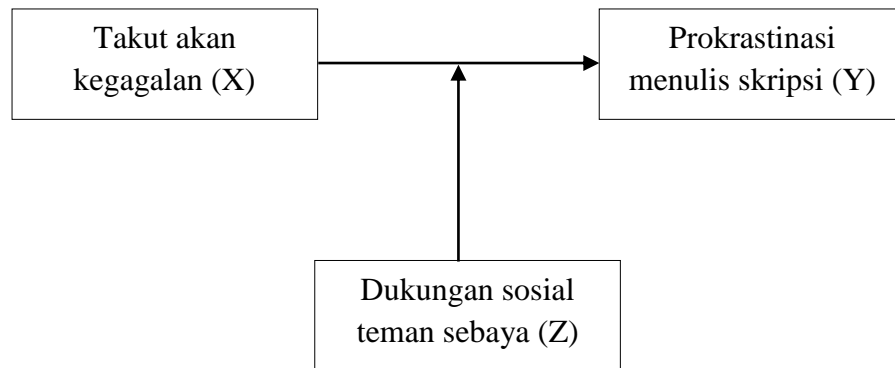 Takut akan
kegagalan (X)
Prokrastinasi
menulis skripsi (Y)
Dukungan sosial
teman sebaya (Z)